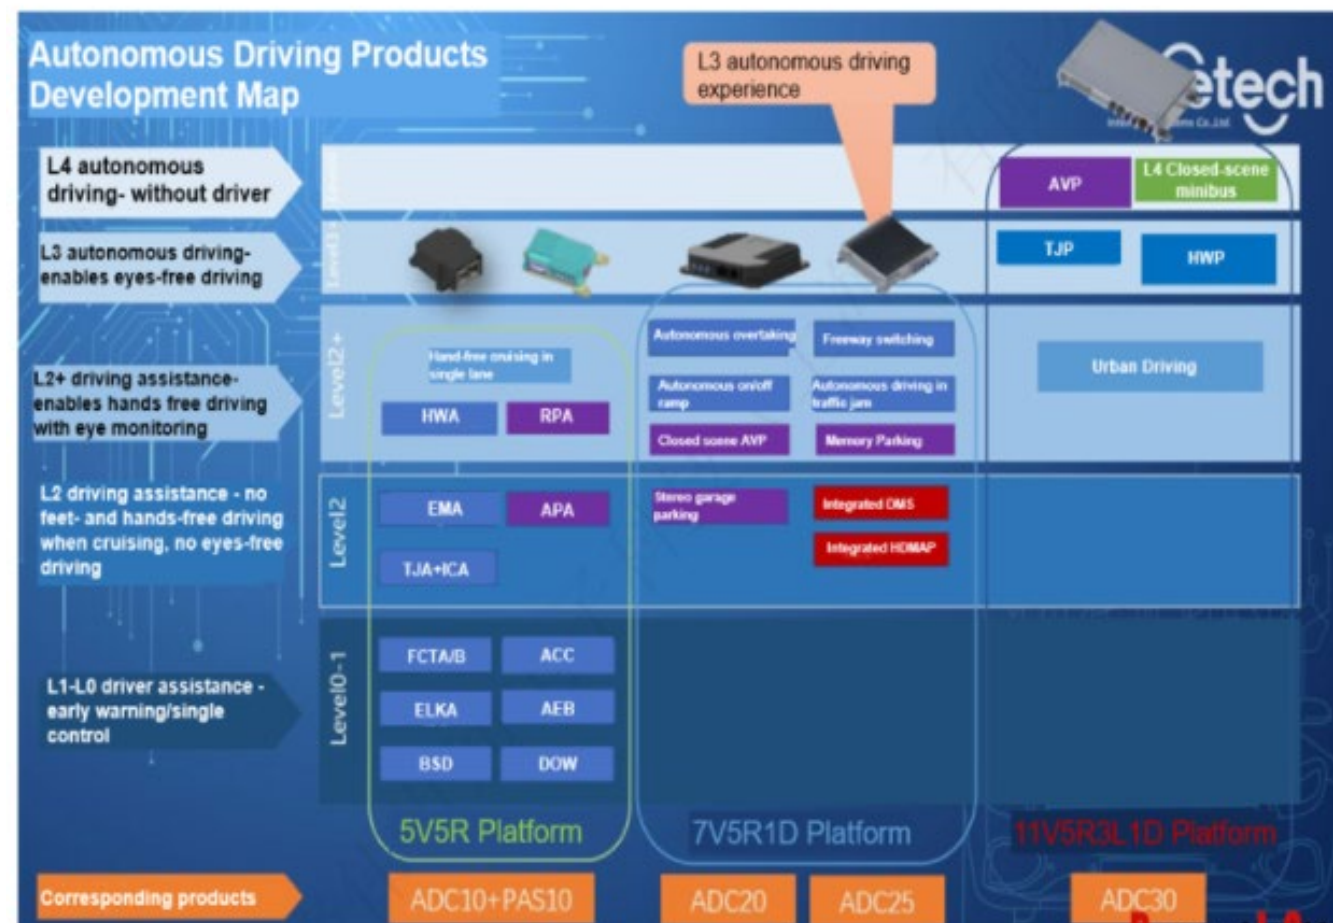 Autonomous Driving Products
Development Map
L3 autonomous driving
experience
etech
L4 autonomous
driving- without driver
AVP
L4 Closed-scene
minibus
L3 autonomous driving-
enables eyes-free driving
TJP
HWP
L2+ driving assistance-
enables hands free driving
with eye monitoring
Level2+
Hand-free cruising in
single lane
HWA
RPA
Autonomous overtaking
Freeway switching
Autonomous on/off
ramp
Autonomous driving in
traffic jam
Closed scene AVP
Memory Parking
Urban Driving
L2 driving assistance - no
feet- and hands-free driving
when cruising, no eyes-free
driving
Level2
EMA
APA
TJA+ICA
Stereo garage
parking
Integrated DMS
Integrated HDMAP
L1-L0 driver assistance -
early warning/single
control
Level0-1
FCTA/B
ACC
ELKA
AEB
BSD
DOW
5V5R Platform
7V5R1D Platform
11V5R3L1D Platform
Corresponding products
ADC10+PAS10
ADC20
ADC25
ADC30